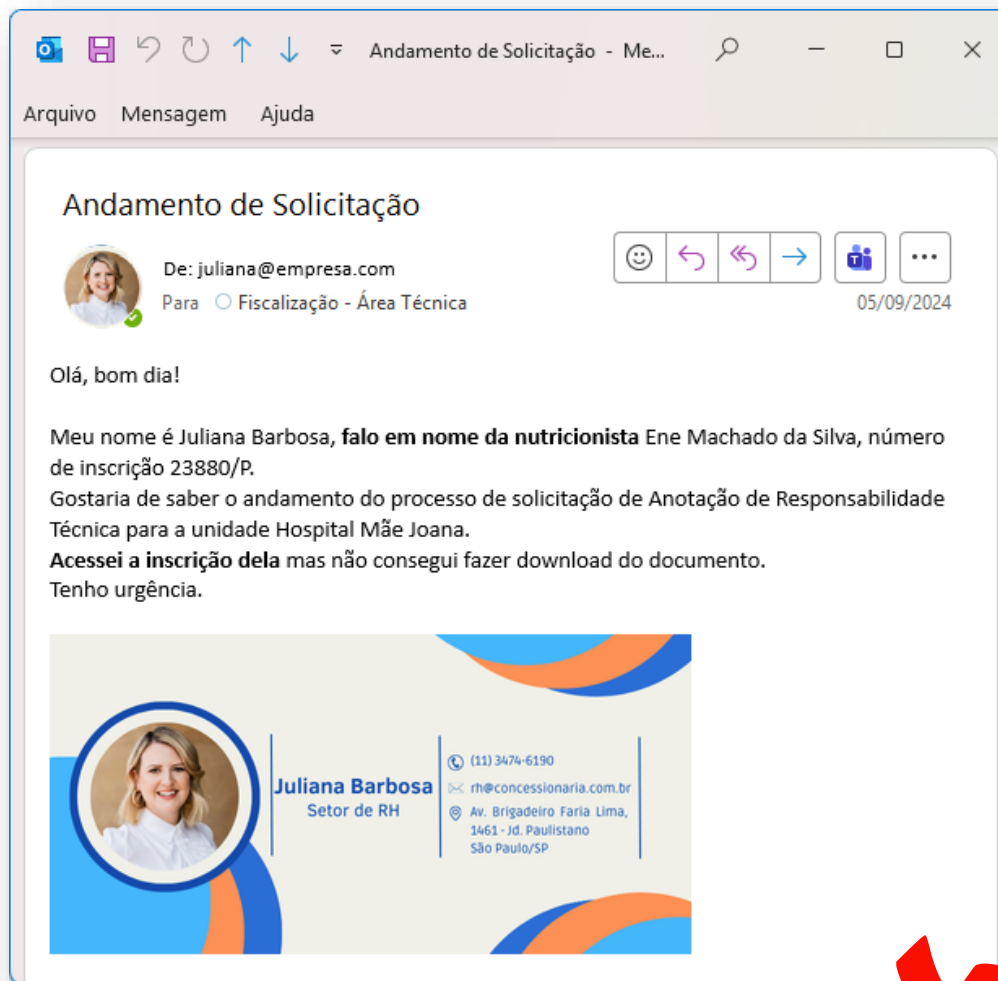 Andamento de Solicitação - Me...
Arquivo Mensagem Ajuda
Andamento de Solicitação
De: juliana@empresa.com
Para Fiscalização - Área Técnica
05/09/2024
Olá, bom dia!
Meu nome é Juliana Barbosa, falo em nome da nutricionista Ene Machado da Silva, número
de inscrição 23880/P.
Gostaria de saber o andamento do processo de solicitação de Anotação de Responsabilidade
Técnica para a unidade Hospital Mãe Joana.
Acessei a inscrição dela mas não consegui fazer download do documento.
Tenho urgência.
Juliana Barbosa
Setor de RH
(11) 3474-6190
rh@concessionaria.com.br
Av. Brigadeiro Faria Lima,
1461 - Jd. Paulistano
São Paulo/SP